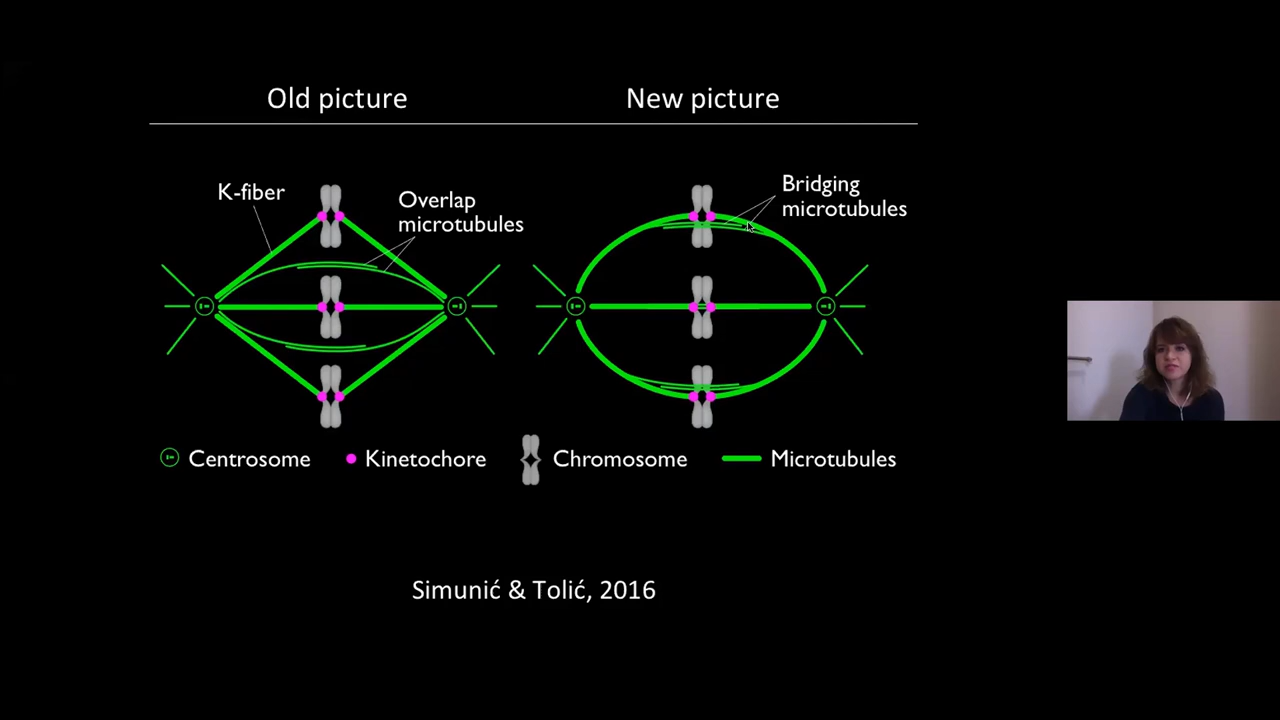 Old picture
New picture
K-fiber
Overlap
microtubules
Bridging
microtubules
Centrosome
Kinetochore
Chromosome
Microtubules
Simunić & Tolić, 2016